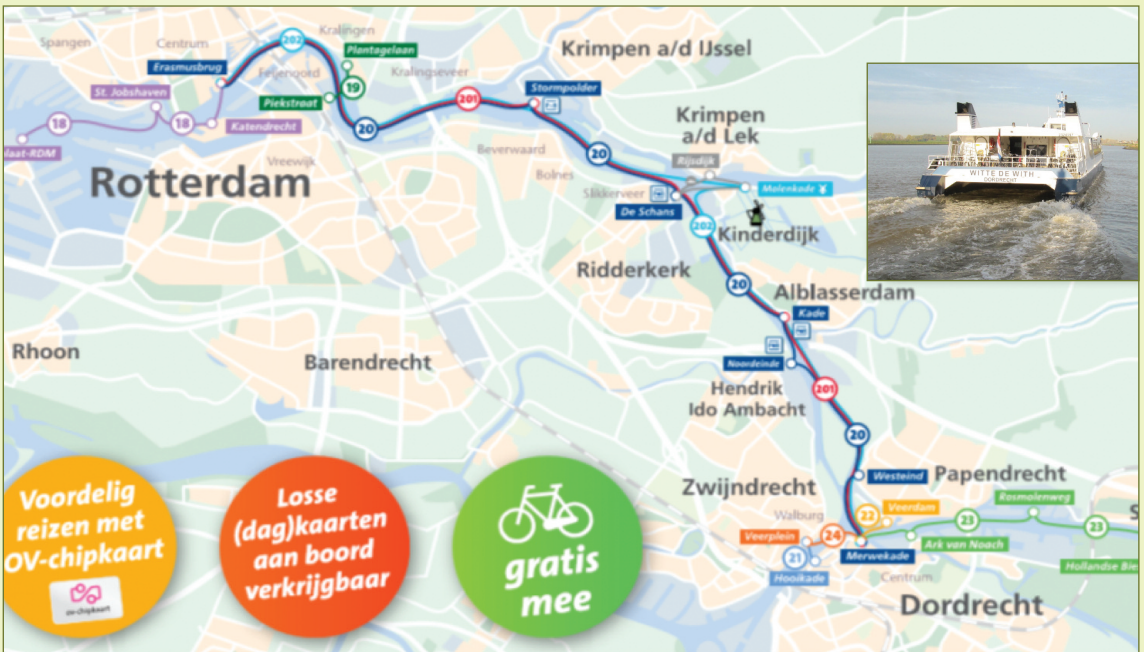 Spangen
Centrum
Kralingen
Krimpen a/d IJssel
202
Plantagelaan
Erasmusbrug
Feijenoord
Kralingseveer
St. Jobshaven
19
Stormpolder
Piekstraat
201
18
18
Katendrecht
20
Krimpen
a/d Lek
Beverwaard
20
Rijsdijk
Vreewijk
Bolnes
Rotterdam
Slikkerveer
Molenkade
De Schans
202
Kinderdijk
WITTE DE WITH
DORDRECHT
Ridderkerk
20
Alblasserdam
Kade
Rhoon
Barendrecht
Noordeinde
Hendrik
Ido Ambacht
201
20
Westeind
Papendrecht
Zwijndrecht
Rosmolenweg
Walburg
22
Veerdam
23
23
Veerplein
24
Ark van Noach
21
Merwekade
Hooikade
Centrum
Dordrecht
Voordelig
reizen met
OV-chipkaart
ov-chipkaart
Losse
(dag)kaarten
aan boord
verkrijgbaar
gratis
mee